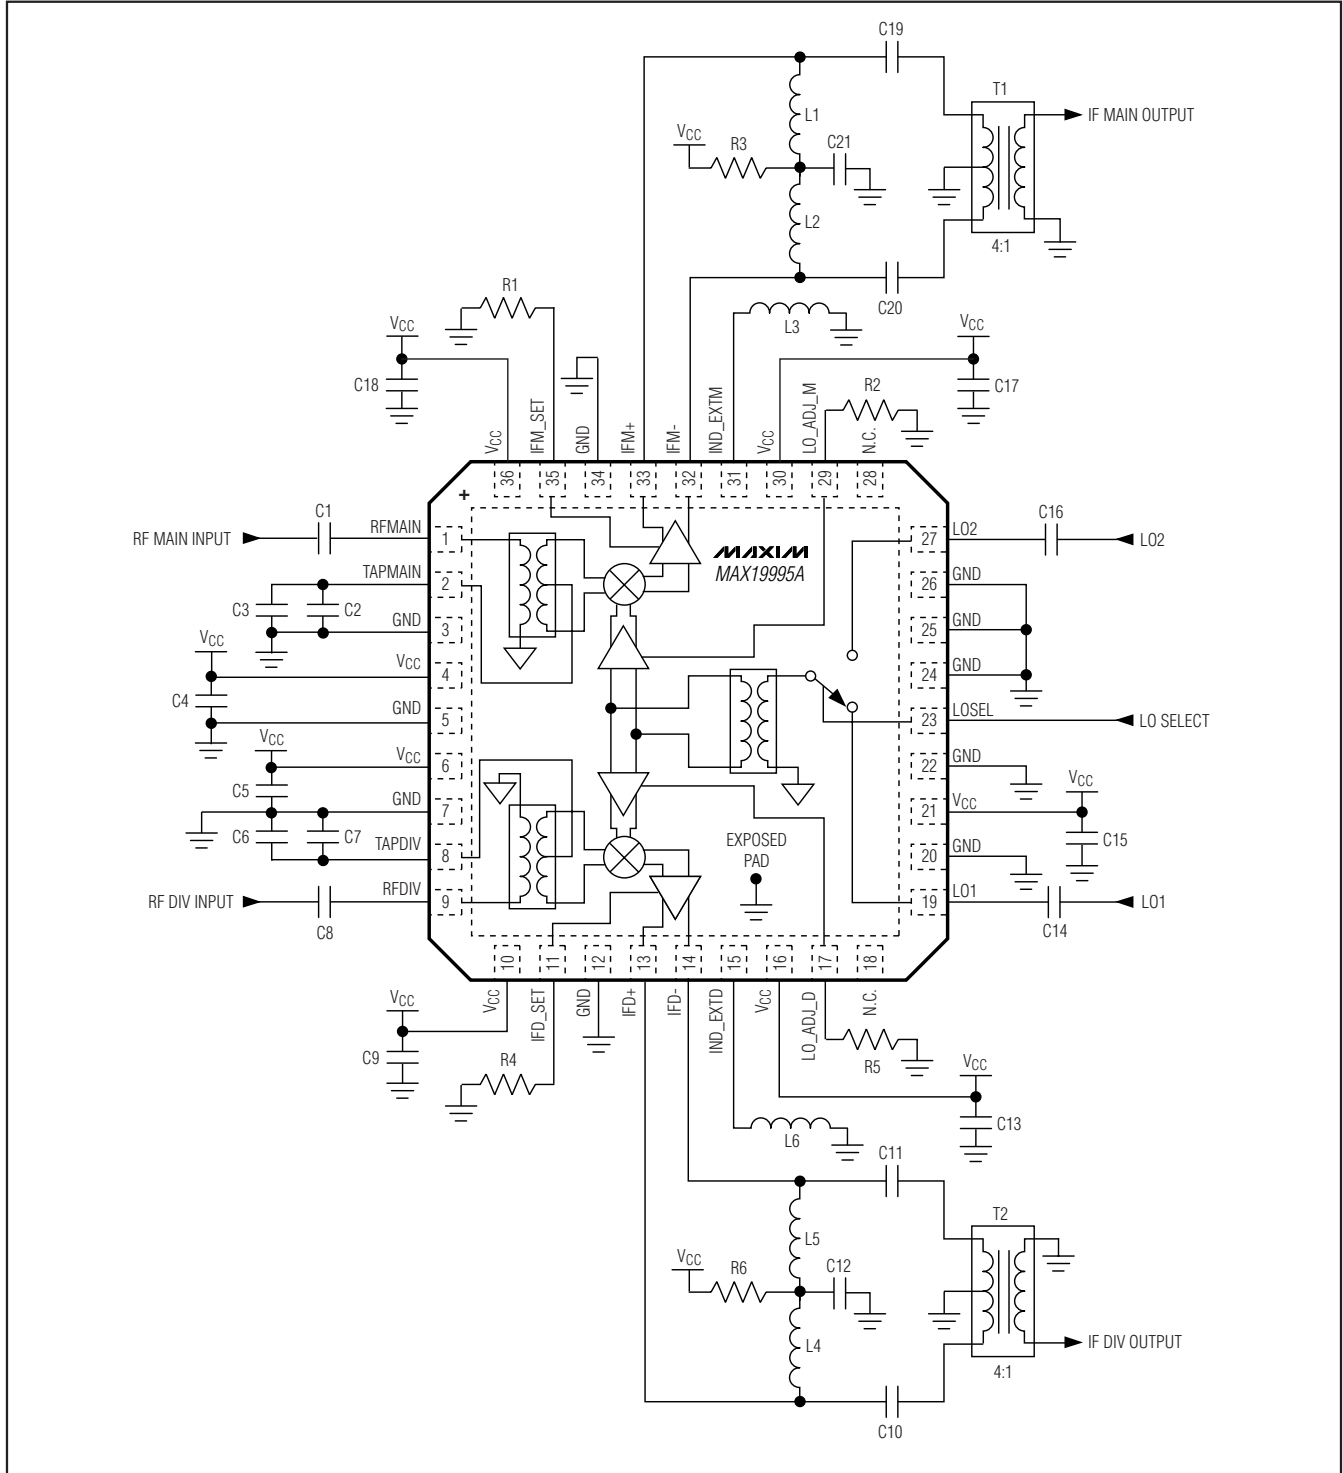 C19
T1
IF MAIN OUTPUT
L1
VCC
R3
C21
L2
4:1
C20
R1
L3
VCC
VCC
C18
C17
R2
VCC
IFM_SET
GND
IFM+
IFM-
IND_EXTM
VCC
LO_ADJ_M
N.C.
36
35
34
33
32
31
30
29
28
+
MAXIM
MAX19995A
RF MAIN INPUT
C1
RFMAIN
1
27
LO2
C16
LO2
TAPMAIN
2
26
GND
C3
C2
GND
3
25
GND
VCC
VCC
4
24
GND
C4
GND
5
23
LOSEL
LO SELECT
VCC
VCC
6
22
GND
C5
GND
7
21
VCC
VCC
C6
C7
TAPDIV
8
20
GND
C15
EXPOSED
PAD
RF DIV INPUT
C8
RFDIV
9
19
LO1
C14
LO1
10
11
12
13
14
15
16
17
18
VCC
IFD_SET
GND
IFD+
IFD-
IND_EXTD
VCC
LO_ADJ_D
N.C.
VCC
C9
R4
R5
VCC
C13
L6
C11
T2
L5
VCC
R6
C12
L4
IF DIV OUTPUT
4:1
C10